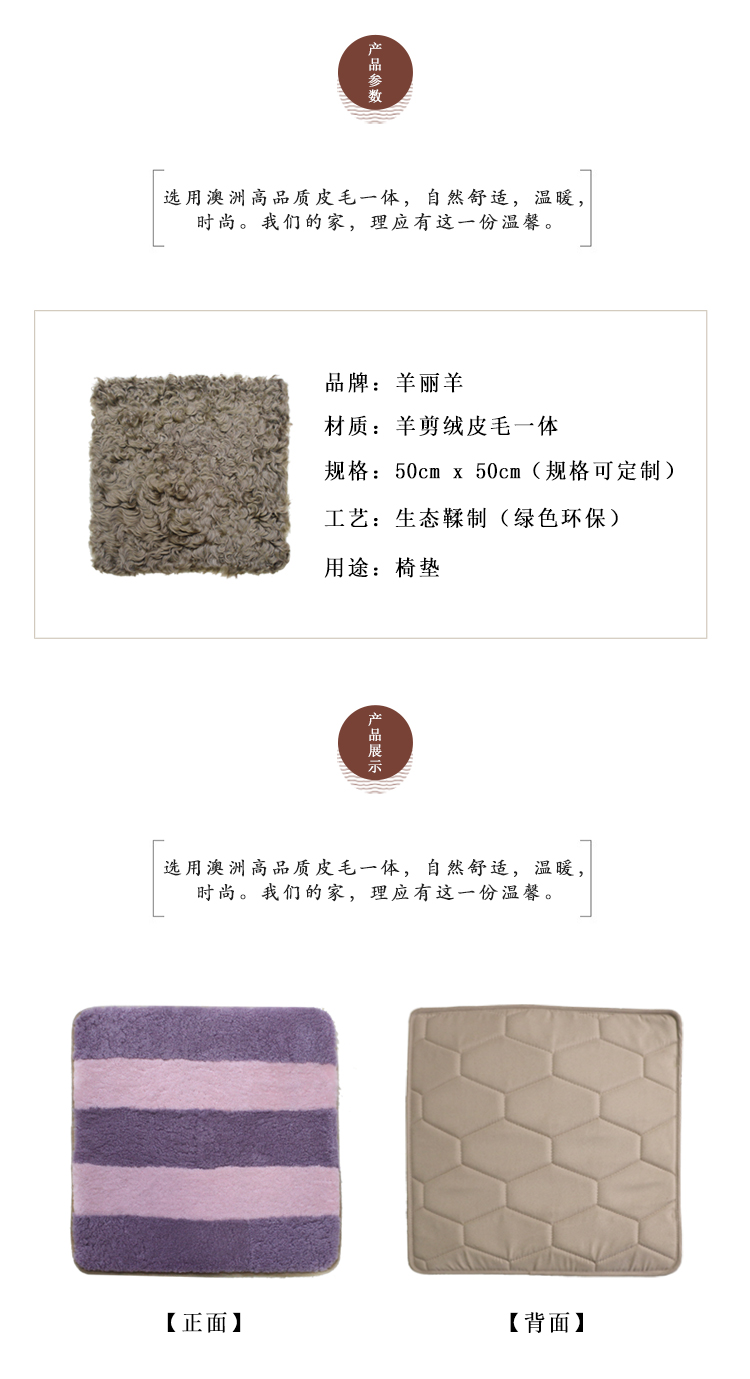 产品参数
选用澳洲高品质皮毛一体，自然舒适，温暖，
时尚。我们的家，理应有这一份温馨。
品牌：羊丽羊
材质：羊剪绒皮毛一体
规格：50cm x 50cm（规格可定制）
工艺：生态鞣制（绿色环保）
用途：椅垫
产品展示
选用澳洲高品质皮毛一体，自然舒适，温暖，
时尚。我们的家，理应有这一份温馨。
【正面】
【背面】